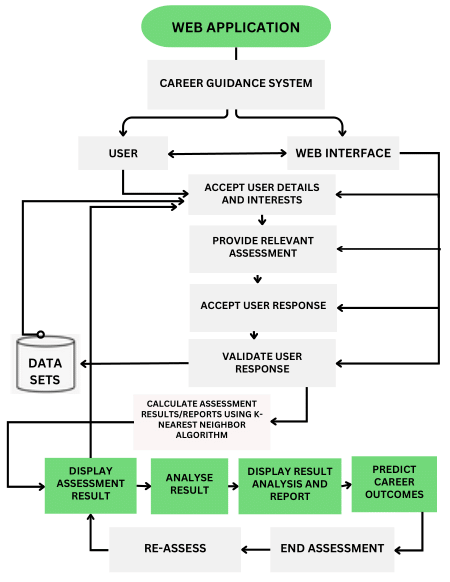 WEB APPLICATION
CAREER GUIDANCE SYSTEM
USER
WEB INTERFACE
ACCEPT USER DETAILS
AND INTERESTS
PROVIDE RELEVANT
ASSESSMENT
ACCEPT USER RESPONSE
VALIDATE USER
RESPONSE
DATA
SETS
CALCULATE ASSESSMENT
RESULTS/REPORTS USING K-
NEAREST NEIGHBOR
ALGORITHM
DISPLAY
ASSESSMENT
RESULT
ANALYSE
RESULT
DISPLAY RESULT
ANALYSIS AND
REPORT
PREDICT
CAREER
OUTCOMES
RE-ASSESS
END ASSESSMENT